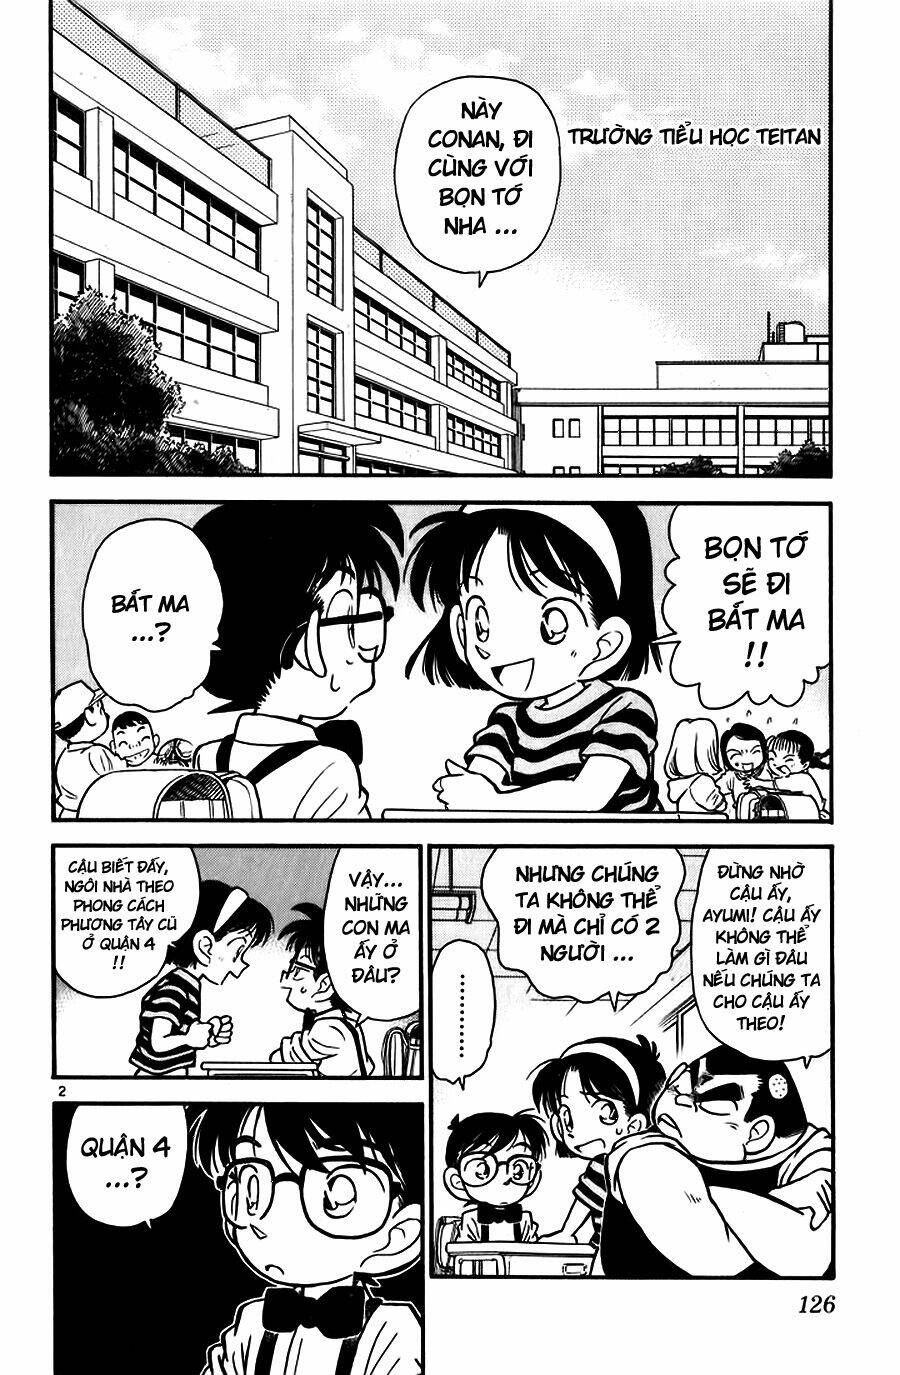 NÀY
CONAN, ĐI
CÙNG VỚI
BỌN TỚ
NHA ...
TRƯỜNG TIỂU HỌC TEITAN
BỌN TỚ
SẼ ĐI
BẮT MA
!!
BẮT MA
...?
ĐỪNG NHỜ
CẬU ẤY,
AYUMI! CẬU ẤY
KHÔNG THỂ
LÀM GÌ ĐÂU
NẾU CHÚNG TA
CHO CẬU ẤY
THEO!
NHƯNG CHÚNG
TA KHÔNG THỂ
ĐI MÀ CHỈ CÓ 2
NGƯỜI ...
.........
VẬY...
NHỮNG
CON MA
ẤY Ở
ĐÂU?
CẬU BIẾT ĐẤY,
NGÔI NHÀ THEO
PHONG CÁCH
PHƯƠNG TÂY CŨ
Ở QUẬN 4
!!
2
QUẬN 4
...?
126